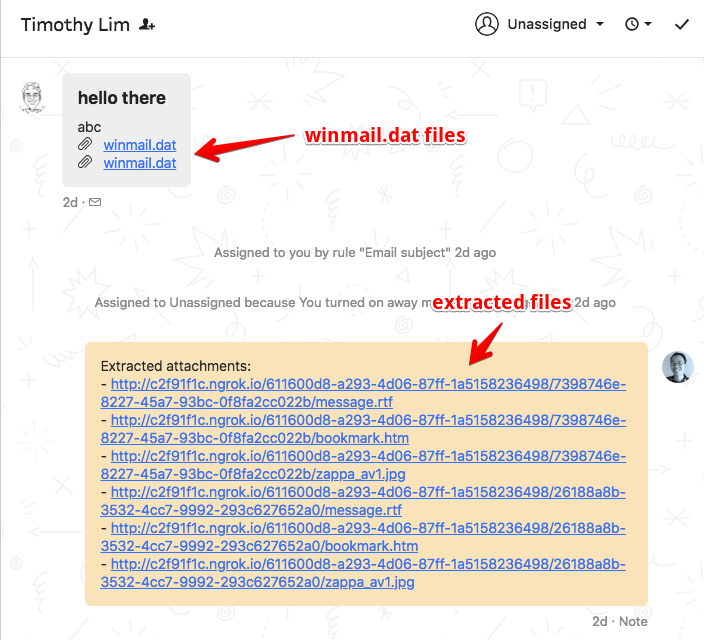 Timothy Lim
Unassigned
hello there
abc
winmail.dat
winmail.dat
winmail.dat files
2d ·
Assigned to you by rule "Email subject" 2d ago
Assigned to Unassigned because You turned on away
extracted files
2d ago
Extracted attachments:
- http://c2f91f1c.ngrok.io/611600d8-a293-4d06-87ff-1a5158236498/7398746e-
8227-45a7-93bc-0f8fa2cc022b/message.rtf
- http://c2f91f1c.ngrok.io/611600d8-a293-4d06-87ff-1a5158236498/7398746e-
8227-45a7-93bc-0f8fa2cc022b/bookmark.htm
- http://c2f91f1c.ngrok.io/611600d8-a293-4d06-87ff-1a5158236498/7398746e-
8227-45a7-93bc-0f8fa2cc022b/zappa_av1.jpg
- http://c2f91f1c.ngrok.io/611600d8-a293-4d06-87ff-1a5158236498/26188a8b-
3532-4cc7-9992-293c627652a0/message.rtf
- http://c2f91f1c.ngrok.io/611600d8-a293-4d06-87ff-1a5158236498/26188a8b-
3532-4cc7-9992-293c627652a0/bookmark.htm
- http://c2f91f1c.ngrok.io/611600d8-a293-4d06-87ff-1a5158236498/26188a8b-
3532-4cc7-9992-293c627652a0/zappa_av1.jpg
2d · Note